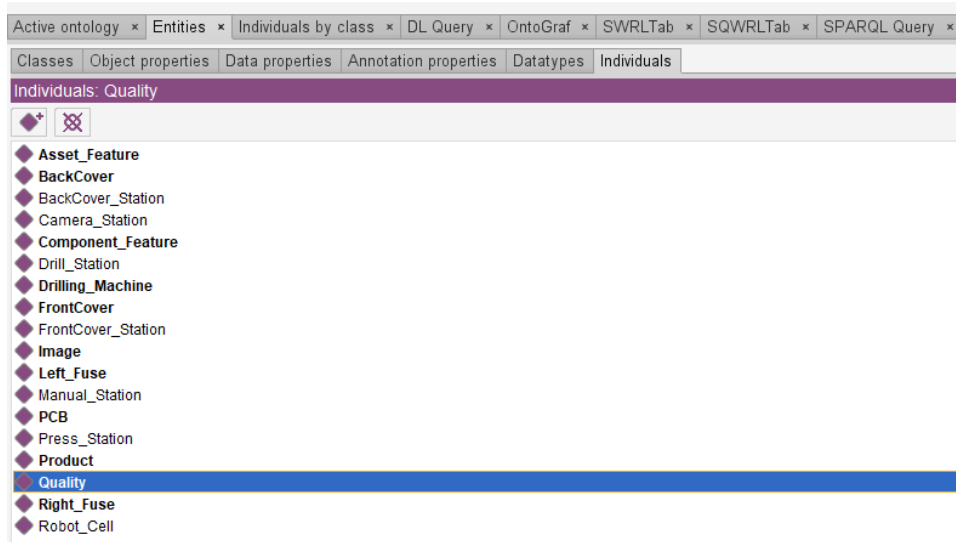 Active ontology × Entities × Individuals by class × DL Query × OntoGraf × SWRLTab × SQWRLTab × SPARQL Query ×
Classes Object properties Data properties Annotation properties Datatypes Individuals
Individuals: Quality
Asset_Feature
BackCover
BackCover_Station
Camera_Station
Component_Feature
Drill_Station
Drilling_Machine
FrontCover
FrontCover_Station
Image
Left_Fuse
Manual_Station
PCB
Press_Station
Product
Quality
Right_Fuse
Robot_Cell